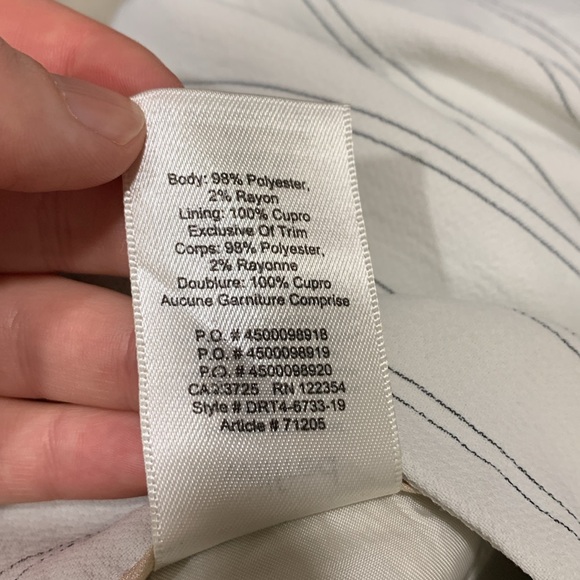 Body: 98% Polyester,
2% Rayon
Lining: 100% Cupro
Exclusive Of Trim
Corps: 98% Polyester,
2% Rayonne
Doublure: 100% Cupro
Aucune Garniture Comprise
P.O. # 4500098918
P.O. # 4500098919
P.O. # 4500098920
CA23725 RN 122354
Style # DRT4-6733-19
Article # 71205